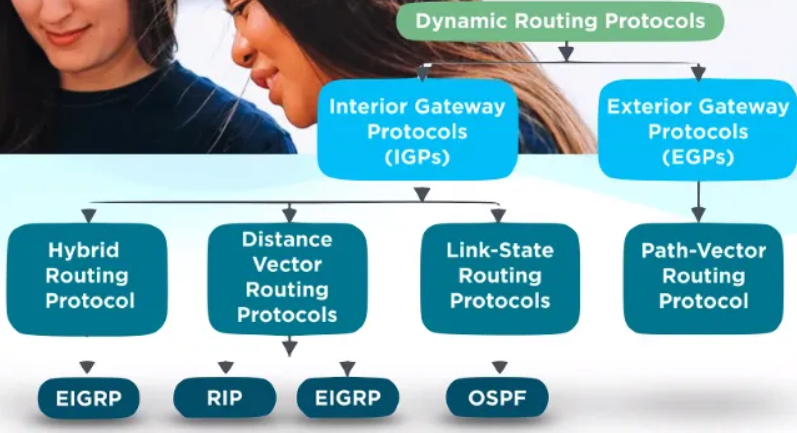 Dynamic Routing Protocols
Interior Gateway
Protocols
(IGPs)
Exterior Gateway
Protocols
(EGPs)
Hybrid
Routing
Protocol
Distance
Vector
Routing
Protocols
Link-State
Routing
Protocols
Path-Vector
Routing
Protocol
EIGRP
RIP
EIGRP
OSPF